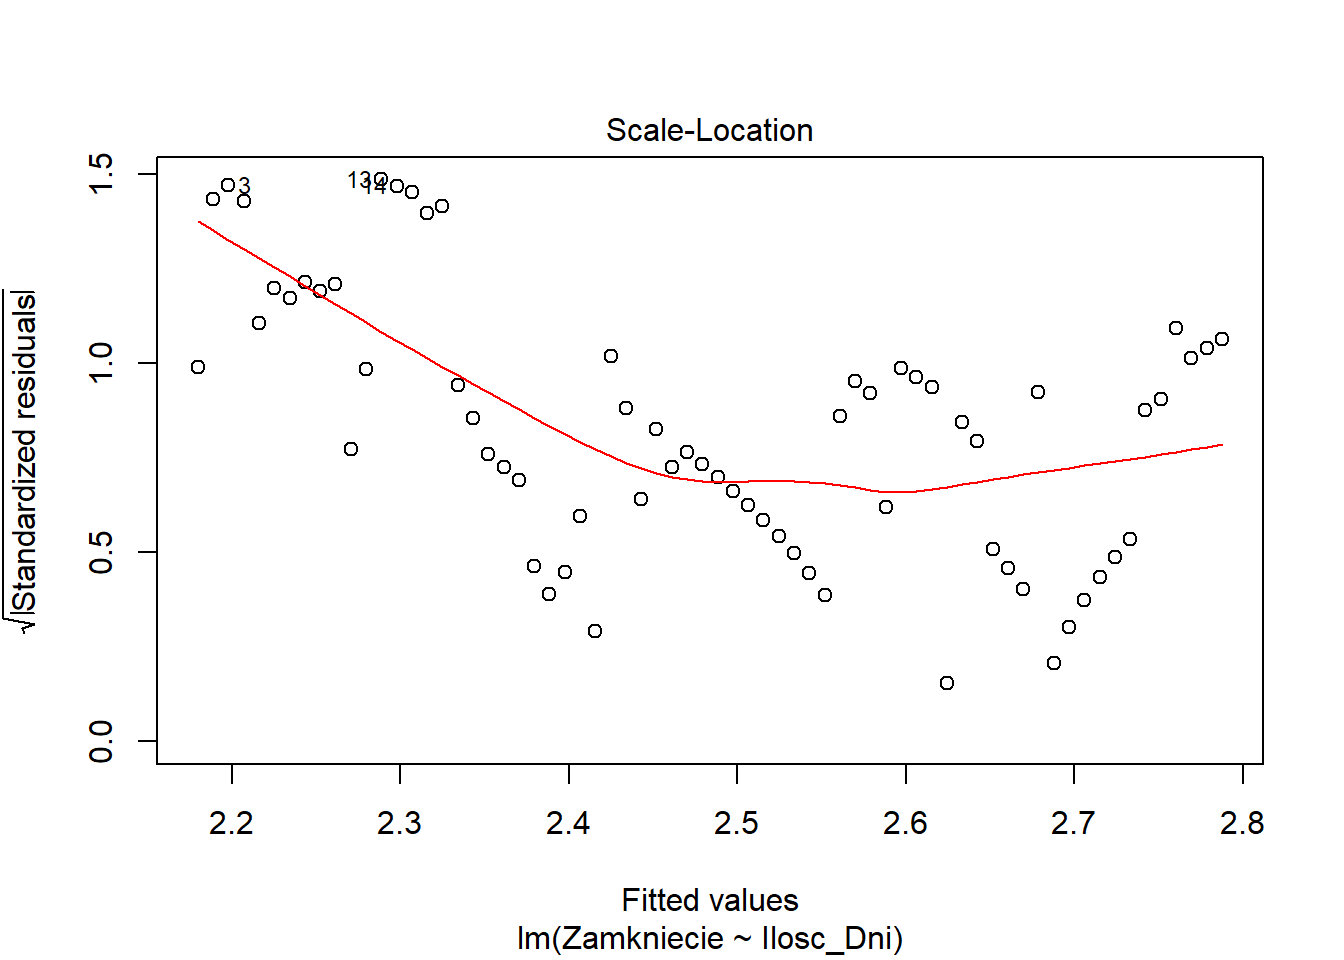 Scale-Location
√|Standardized residuals|
1.5
1.0
0.5
0.0
3
13
14
2.2 2.3 2.4 2.5 2.6 2.7 2.8
Fitted values
lm(Zamkniecie ~ Ilosc_Dni)